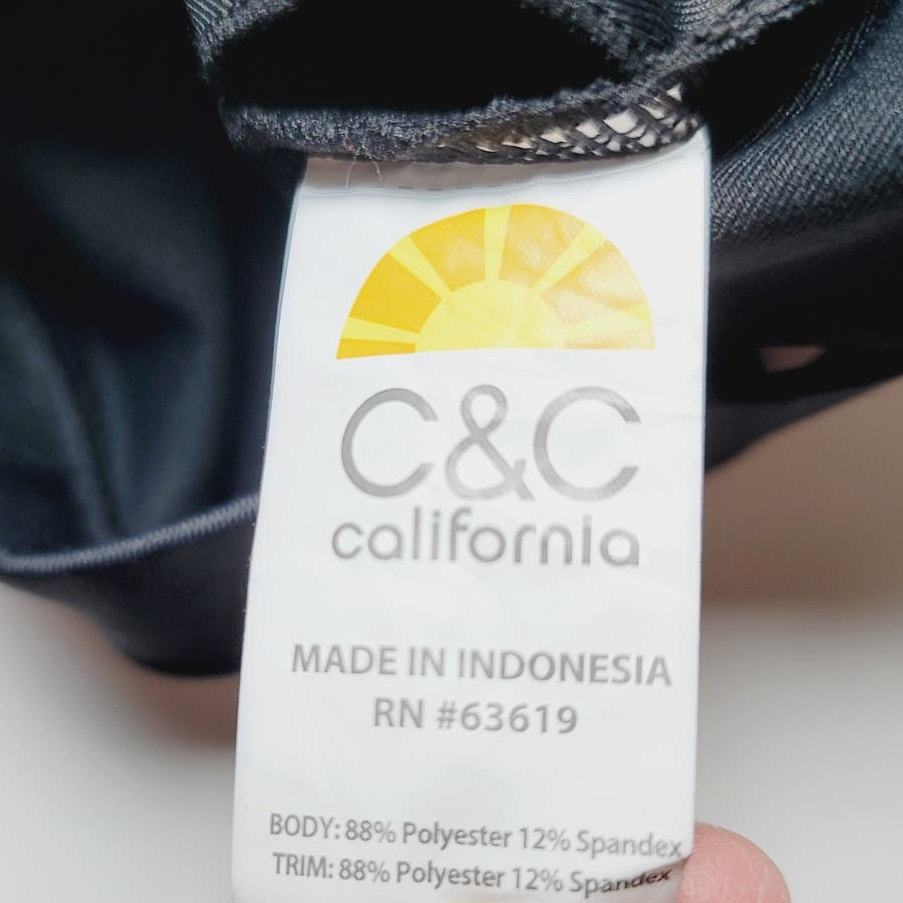 C&C
california
MADE IN INDONESIA
RN #63619
BODY: 88% Polyester 12% Spandex
TRIM: 88% Polyester 12% Spandex